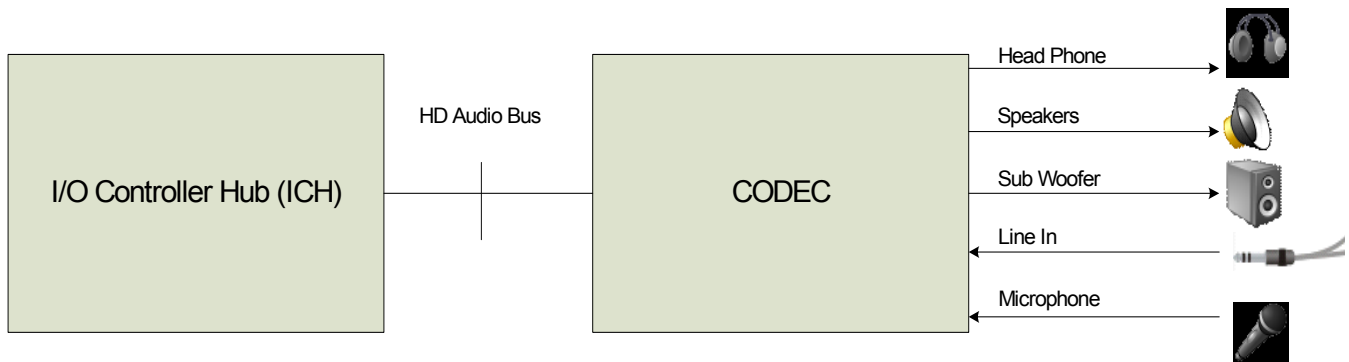 Head Phone
HD Audio Bus
Speakers
I/O Controller Hub (ICH)
CODEC
Sub Woofer
Line In
Microphone